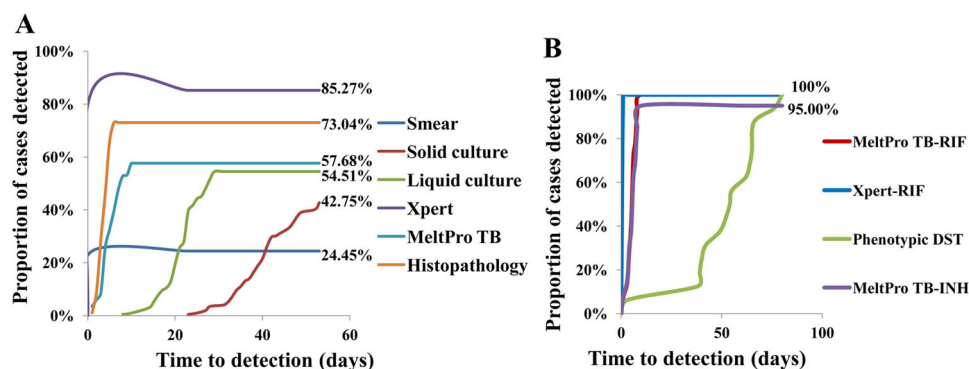 A
100%
80%
60%
40%
20%
0%
Proportion of cases detected
0
20
40
60
Time to detection (days)
85.27%
73.04%
57.68%
54.51%
42.75%
24.45%
Smear
Solid culture
Liquid culture
Xpert
MeltPro TB
Histopathology
B
100%
80%
60%
40%
20%
0%
Proportion of cases detected
0
50
100
Time to detection (days)
100%
95.00%
MeltPro TB-RIF
Xpert-RIF
Phenotypic DST
MeltPro TB-INH